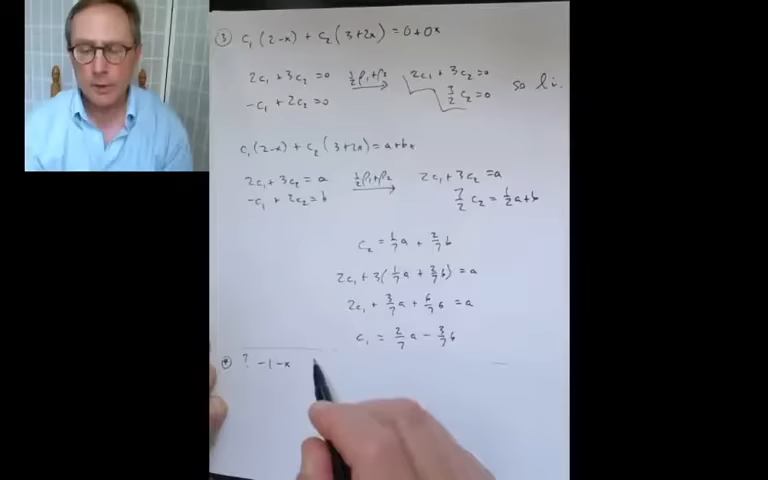 ③ c₁(2-x) + c₂(3+2x) = 0+0x
2c₁ + 3c₂ = 0 ½ρ₁+ρ₂ → 2c₁ + 3c₂ = 0
-c₁ + 2c₂ = 0 3/2 c₂ = 0 so l.i.
c₁(2-x) + c₂(3+2x) = a+bx
2c₁ + 3c₂ = a ½ρ₁+ρ₂ → 2c₁ + 3c₂ = a
-c₁ + 2c₂ = b 7/2 c₂ = ½a+b
c₂ = 1/7 a + 2/7 b
2c₁ + 3(1/7 a + 2/7 b) = a
2c₁ + 3/7 a + 6/7 b = a
c₁ = 2/7 a - 3/7 b
④ ? -1-x